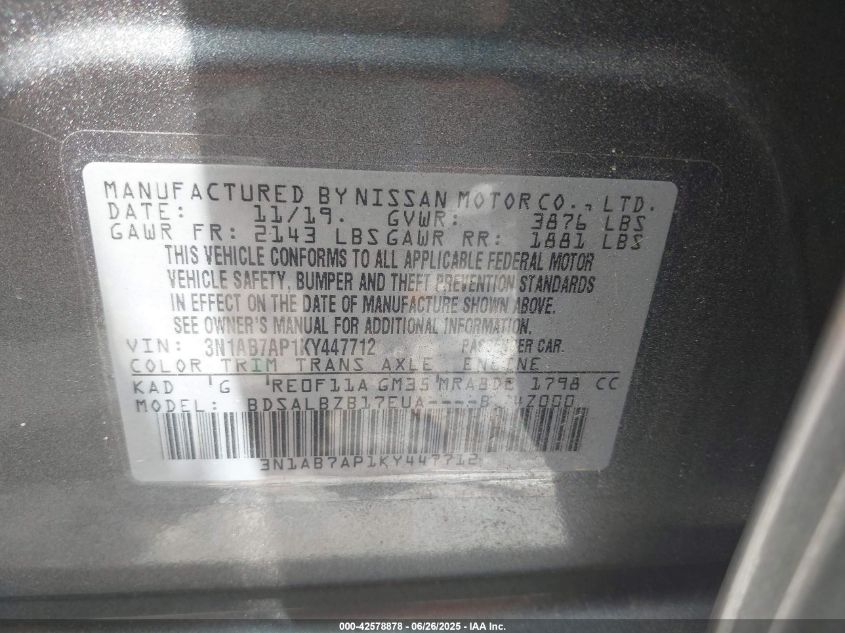 MANUFACTURED BY NISSAN MOTOR CO., LTD.
DATE: 11/19. GVWR: 3876 LBS
GAWR FR: 2143 LBS GAWR RR: 1881 LBS
THIS VEHICLE CONFORMS TO ALL APPLICABLE FEDERAL MOTOR
VEHICLE SAFETY, BUMPER AND THEFT PREVENTION STANDARDS
IN EFFECT ON THE DATE OF MANUFACTURE SHOWN ABOVE.
SEE OWNER'S MANUAL FOR ADDITIONAL INFORMATION
VIN: 3N1AB7AP1KY447712 PASSENGER CAR.
COLOR TRIM TRANS AXLE ENGINE
KAD G RE0F11A GM35 MRA8DE 1798 CC
MODEL: BDSALBZB17EUA----
3N1AB7AP1KY447712
000-42578878 | 06/26/2025 - IAA Inc.